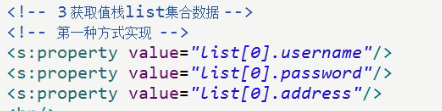 <!-- 3 获取值栈list集合数据 -->
<!-- 第一种方式实现 -->
<s:property value="list[0].username"/>
<s:property value="list[0].password"/>
<s:property value="list[0].address"/>